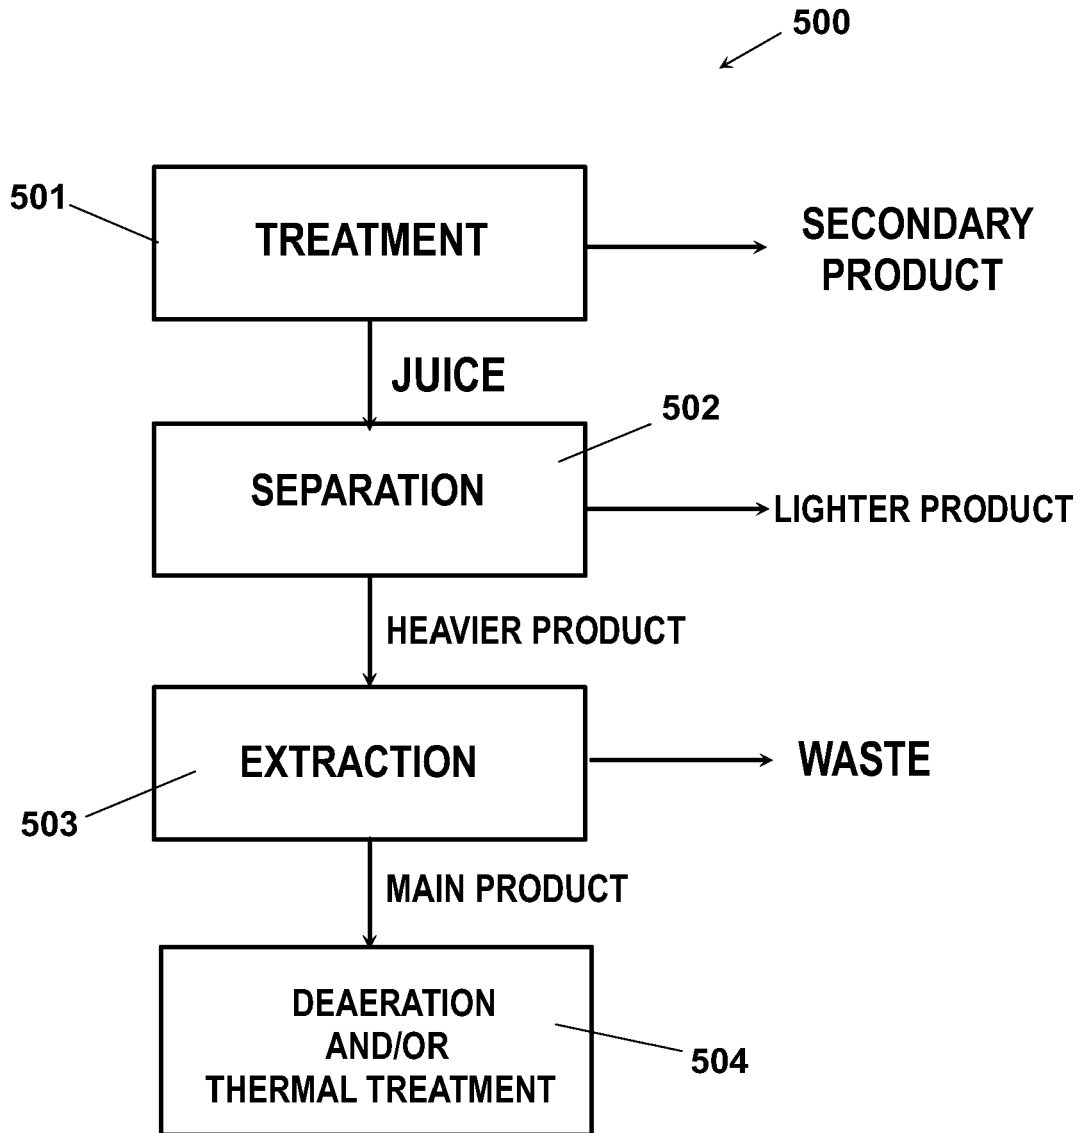 500
501
TREATMENT
SECONDARY
PRODUCT
JUICE
502
SEPARATION
LIGHTER PRODUCT
HEAVIER PRODUCT
EXTRACTION
WASTE
503
MAIN PRODUCT
DEAERATION
AND/OR
THERMAL TREATMENT
504